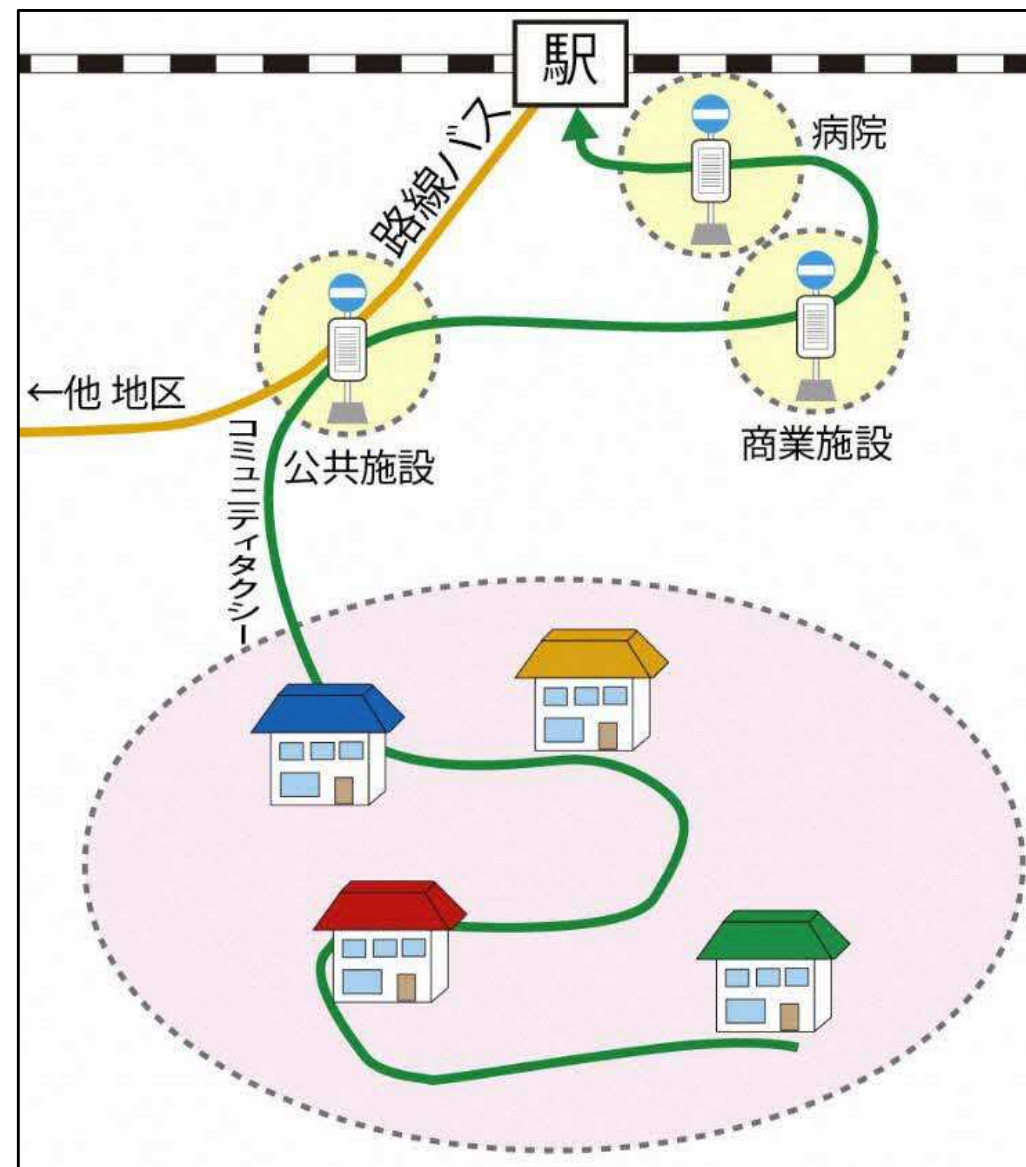 駅
病院
路線バス
←他 地区
公共施設
商業施設
コミュニティタクシー